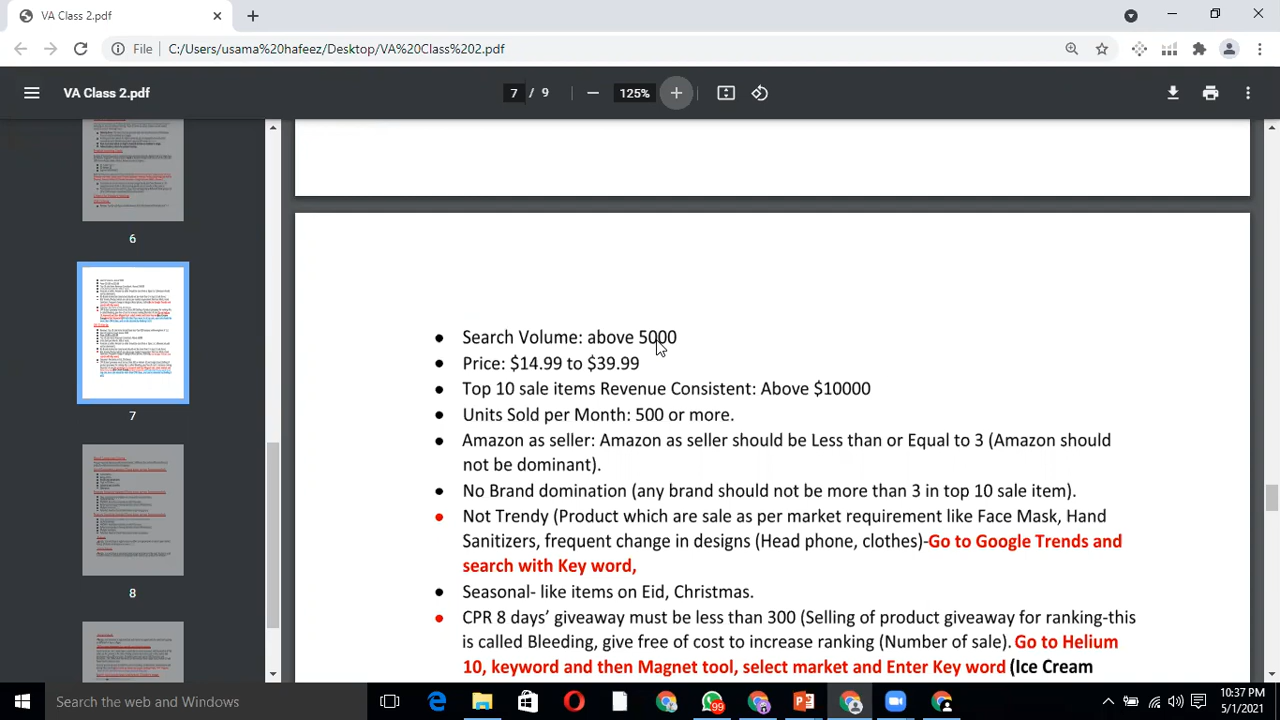 VA Class 2.pdf
File
C:/Users/usama%20hafeez/Desktop/VA%20Class%202.pdf
VA Class 2.pdf
7 / 9
125%
6
7
8
• Search Volume: above 5000
• Price: $14.99 to $39.99
• Top 10 sale items Revenue Consistent: Above $10000
• Units Sold per Month: 500 or more.
• Amazon as seller: Amazon as seller should be Less than or Equal to 3 (Amazon should
not be dominant).
• No Brand Domination (any brand should not be more than 3 in top 10 sale item).
• Not Trendy (Product which are sale as per market requirement like Face Mask, Hand
Sanitizer-frequent change in designs (Headphone, clothes)-Go to Google Trends and
search with Key word,
• Seasonal- like items on Eid, Christmas.
• CPR 8 days’ giveaway must be less than 300 (Selling of product giveaway for ranking-this
is called Boosting, give free of cost to increase ranking (Number of sale). Go to Helium
10, keyword and then Magnet tool, select market and Enter Key word (Ice Cream
Search the web and Windows
99
10:37 PM
5/1/2021